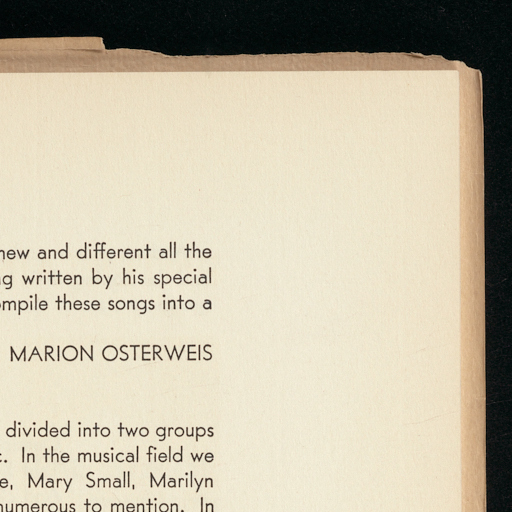 new and different all the
written by his special
these songs into a
MARION OSTERWEIS
divided into two groups
In the musical field we
Mary Small, Marilyn
numerous to mention. In